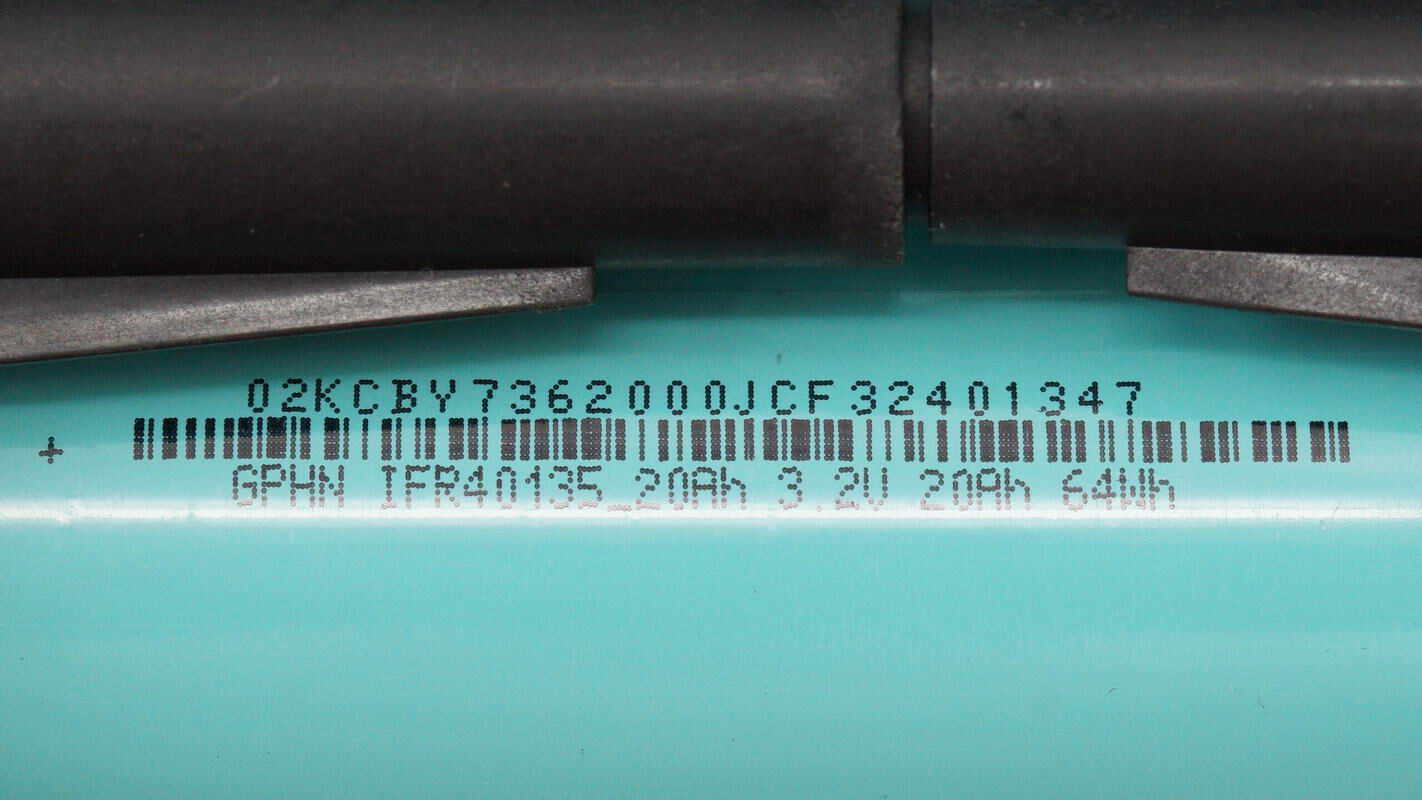 02KCBY7362000JCF32401347
+
GPHN IFR40135_20Ah 3.2V 20Ah 64Wh